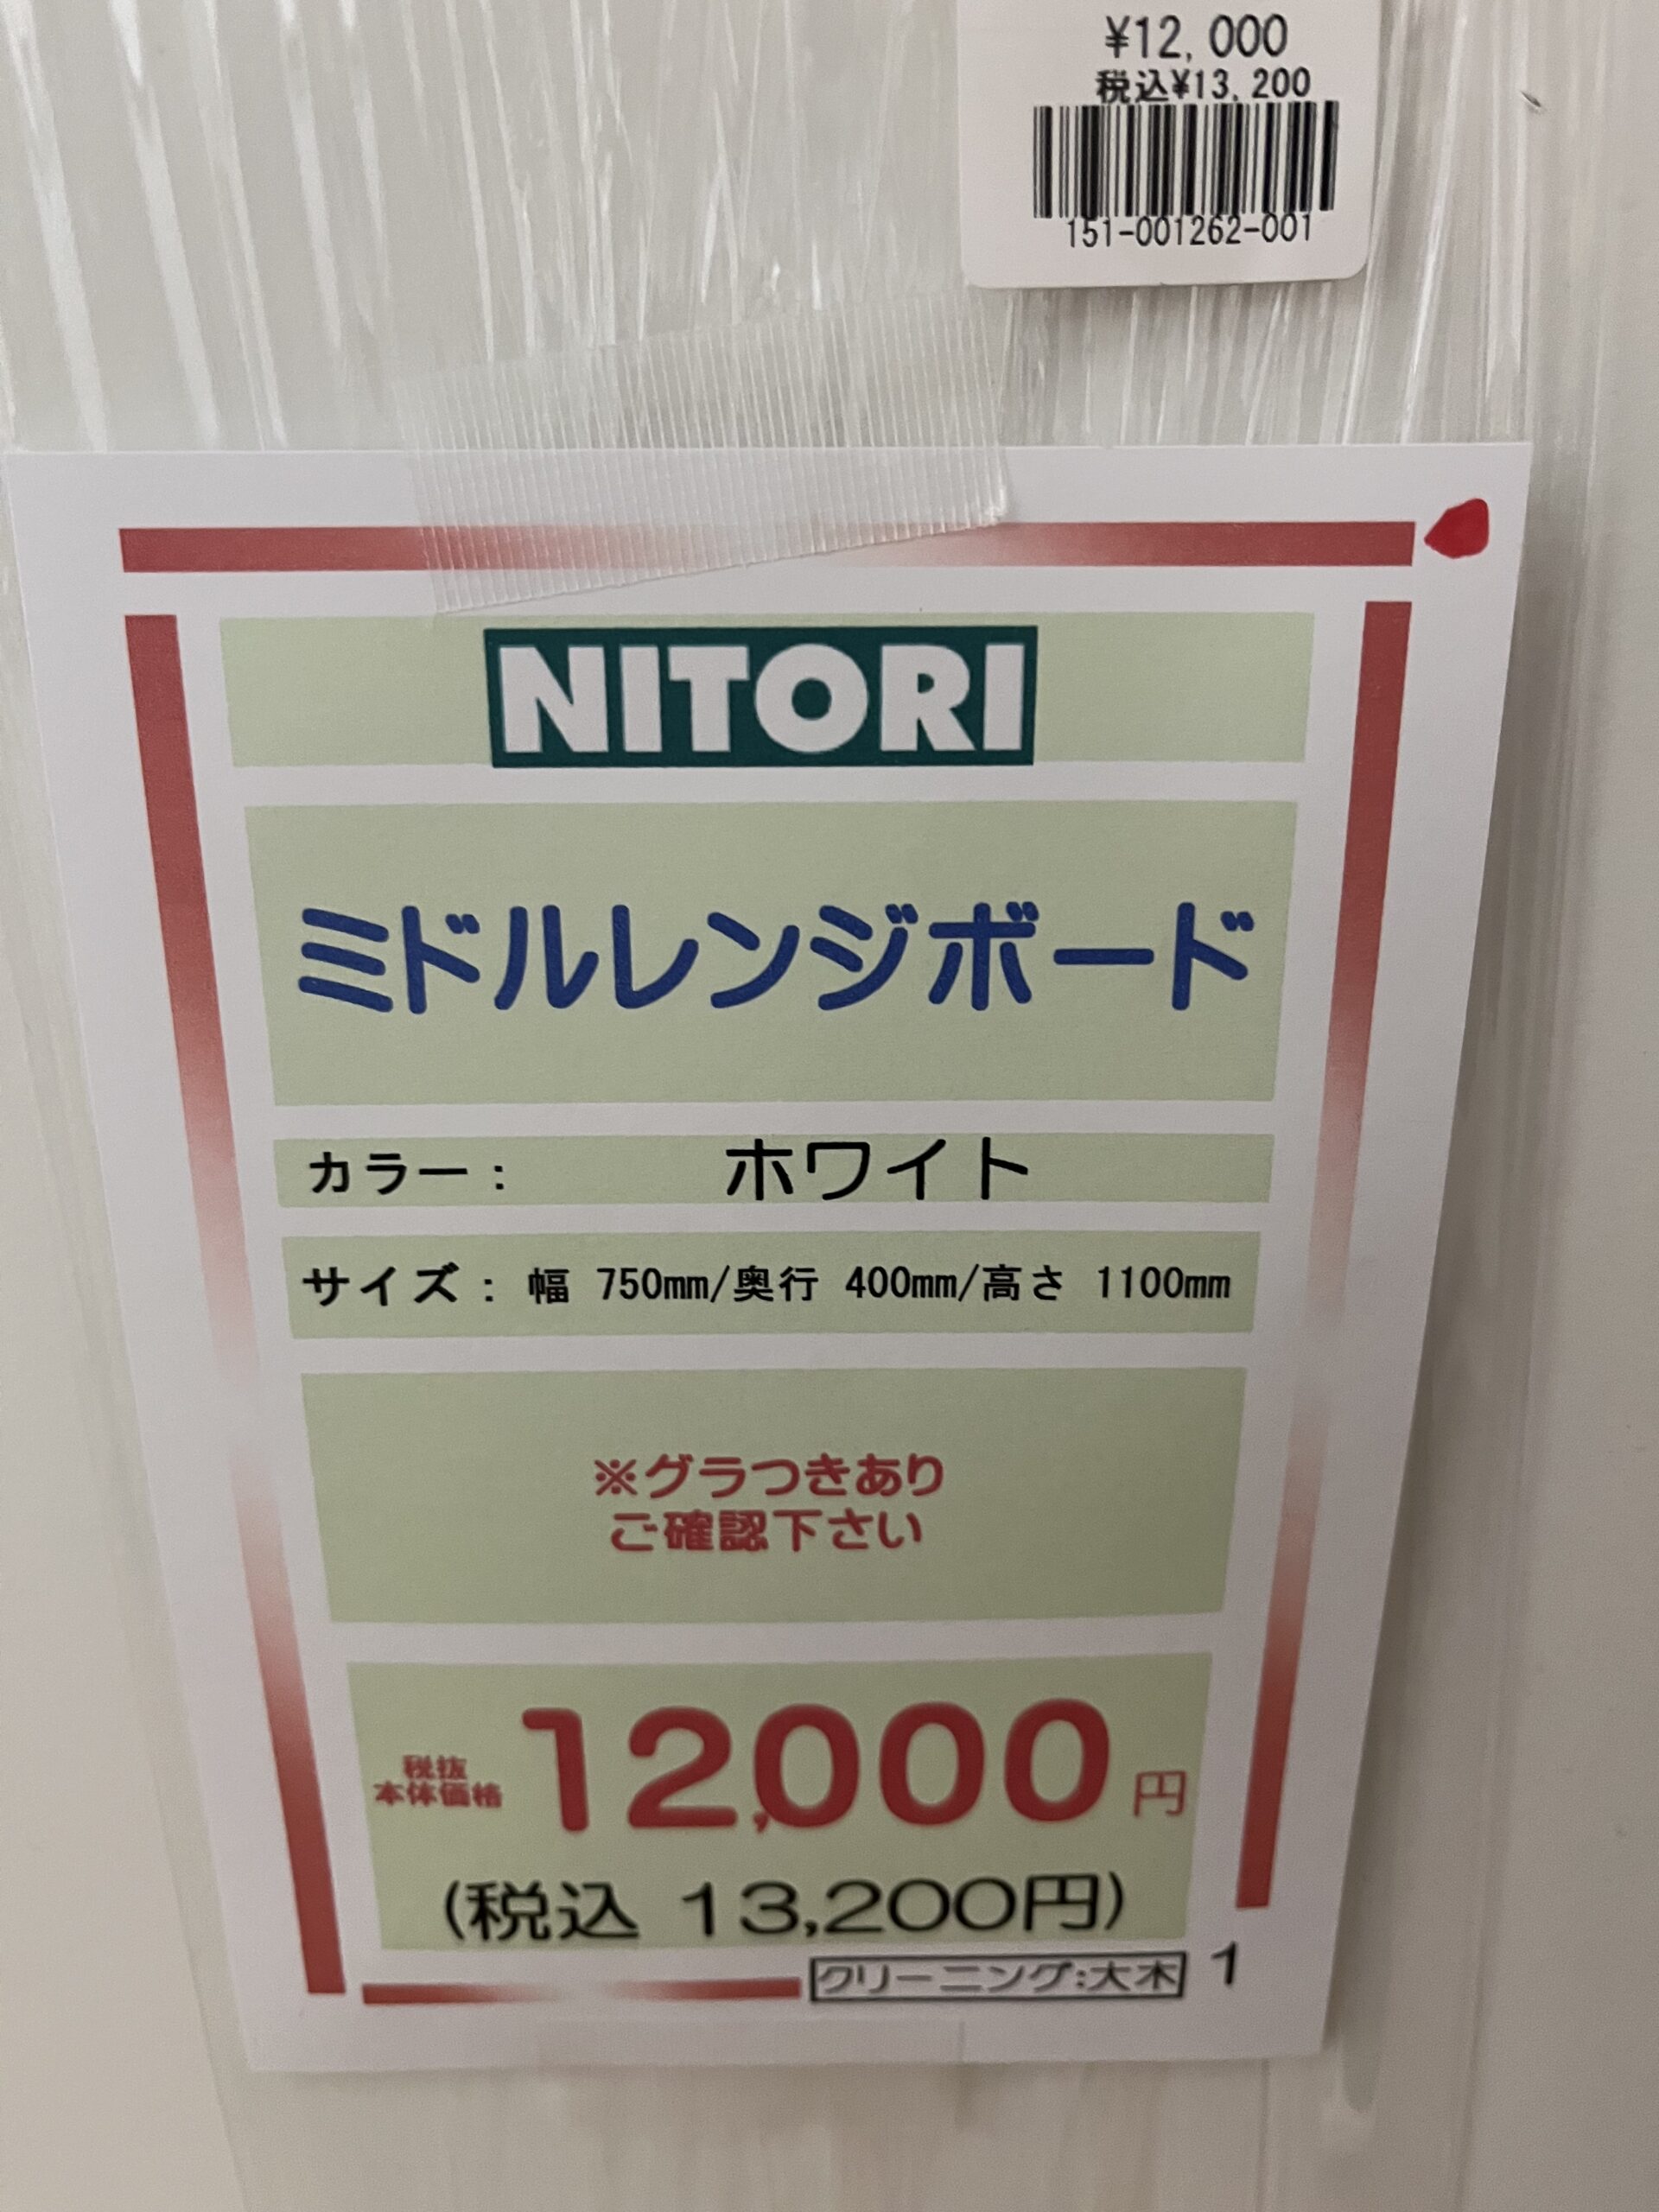 ¥12,000
税込¥13,200
151-001262-001
NITORI
ミドルレンジボード
カラー： ホワイト
サイズ： 幅 750mm/奥行 400mm/高さ 1100mm
※グラつきあり
ご確認下さい
税抜
本体価格 12,000 円
(税込 13,200円)
クリーニング:大木 1